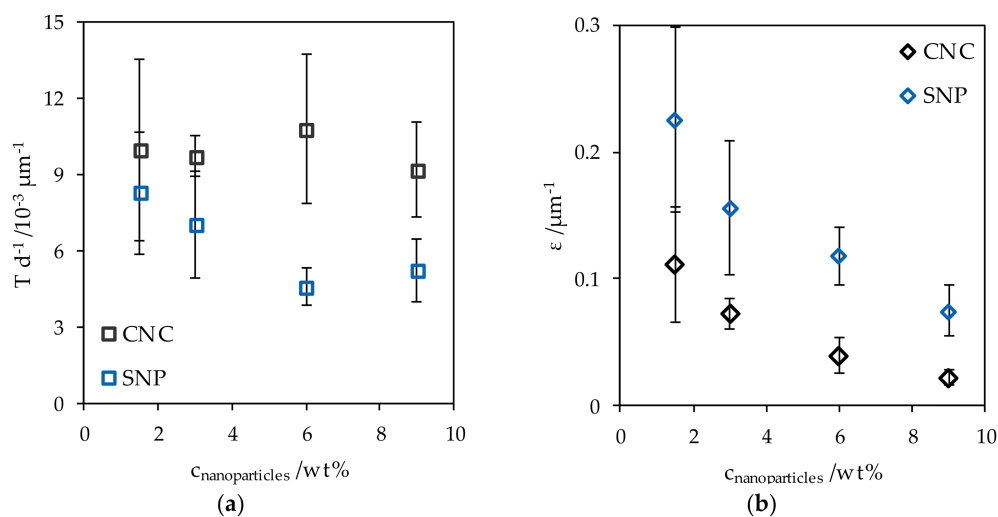 15
12
9
6
3
0
T d⁻¹ /10⁻³ µm⁻¹
CNC
SNP
0 2 4 6 8 10
cnanoparticles /wt%
(a)
0.3
0.2
0.1
0
ε /µm⁻¹
CNC
SNP
0 2 4 6 8 10
cnanoparticles /wt%
(b)